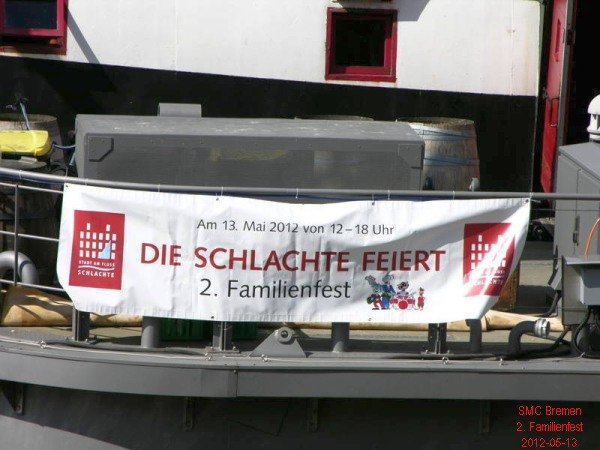 Am 13. Mai 2012 von 12 – 18 Uhr
DIE SCHLACHTE FEIERT
2. Familienfest
STADT AM FLUSS
SCHLACHTE
SMC Bremen
2. Familienfest
2012-05-13